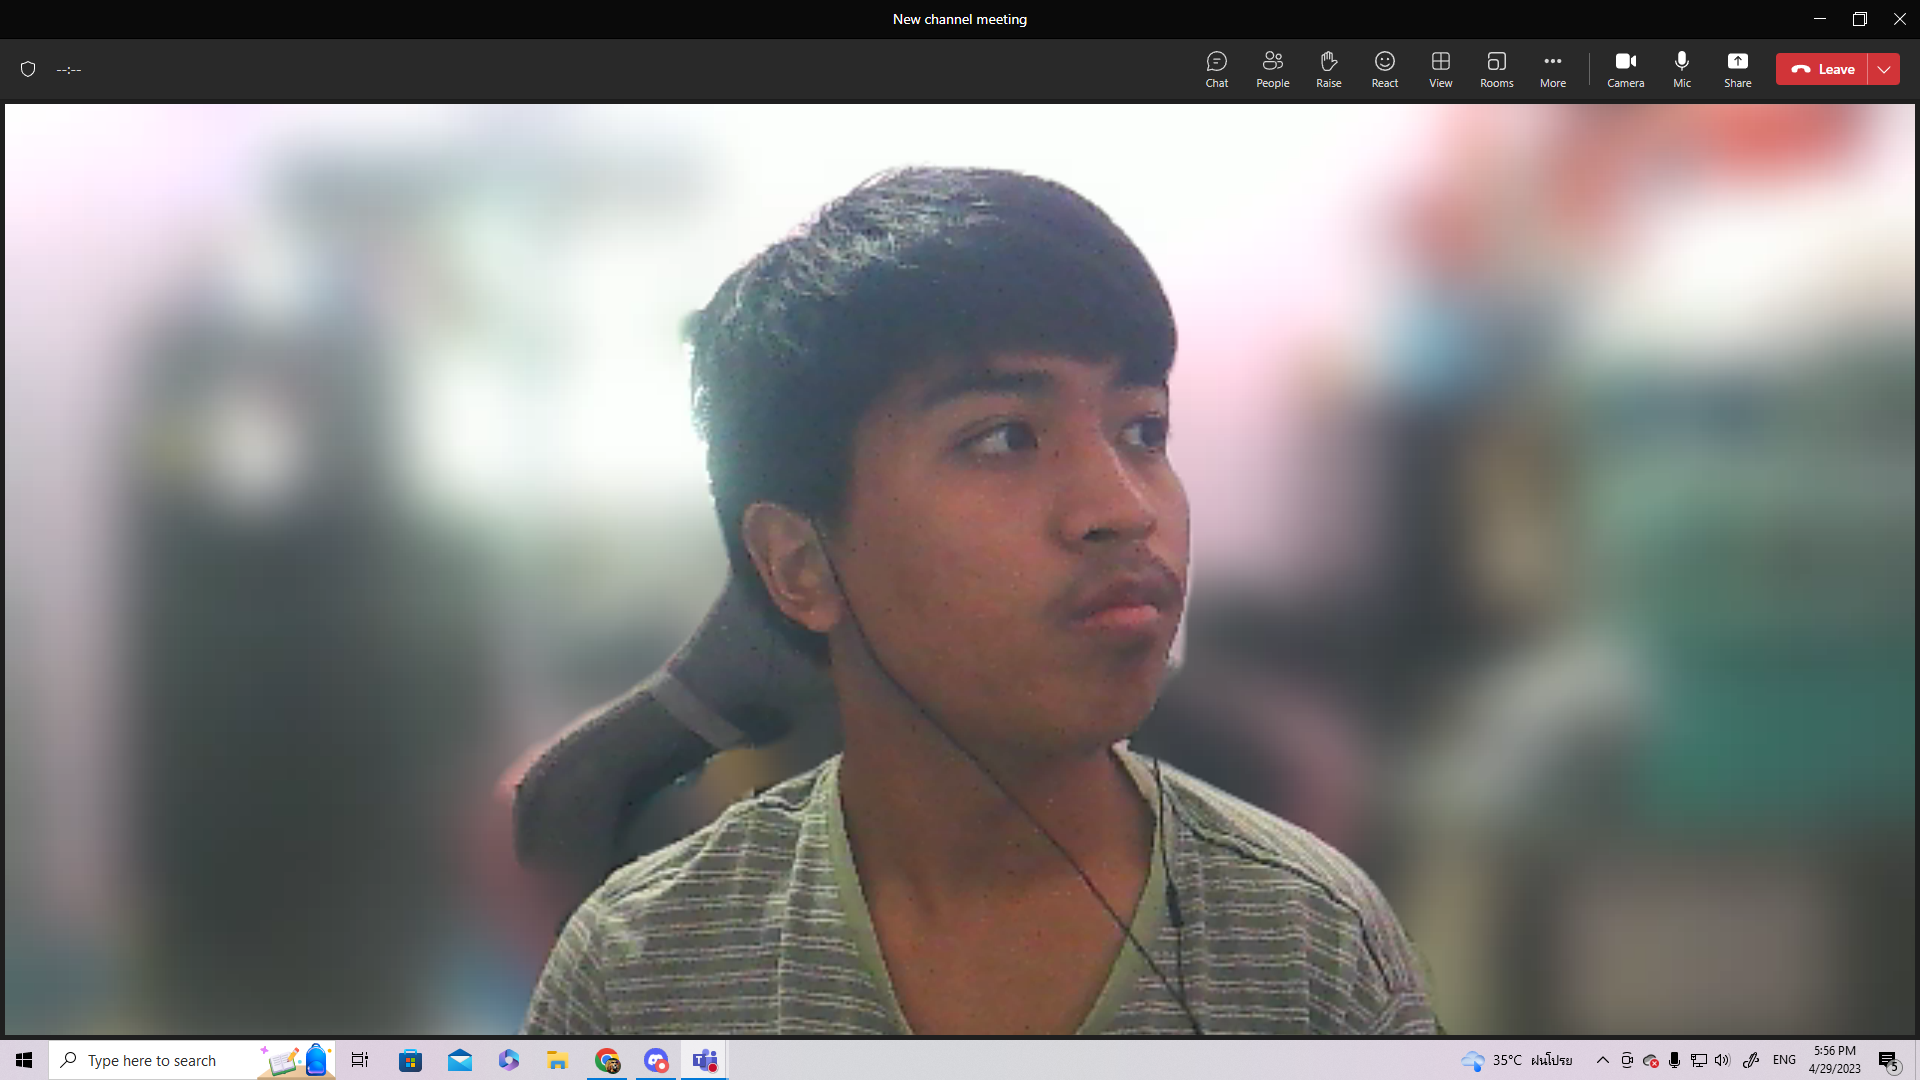 New channel meeting
--:--
Chat
People
Raise
React
View
Rooms
More
Camera
Mic
Share
Leave
Type here to search
35°C ฝนโปรย
ENG
5:56 PM
4/29/2023
5